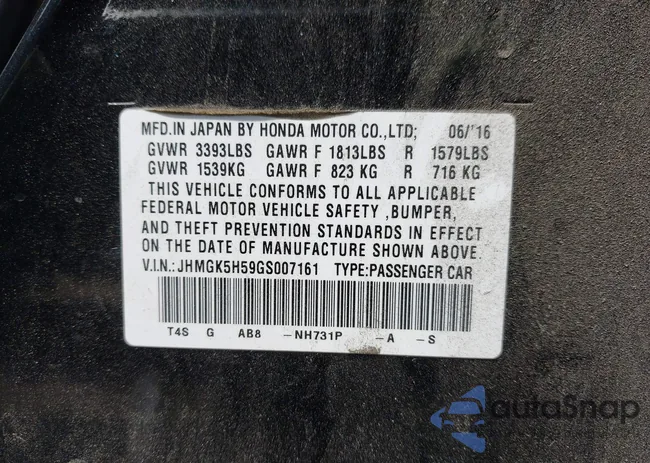 MFD.IN JAPAN BY HONDA MOTOR CO.,LTD; 06/'16
GVWR 3393LBS GAWR F 1813LBS R 1579LBS
GVWR 1539KG GAWR F 823 KG R 716 KG
THIS VEHICLE CONFORMS TO ALL APPLICABLE
FEDERAL MOTOR VEHICLE SAFETY ,BUMPER,
AND THEFT PREVENTION STANDARDS IN EFFECT
ON THE DATE OF MANUFACTURE SHOWN ABOVE.
V.I.N.: JHMGK5H59GS007161 TYPE:PASSENGER CAR
T4S G AB8 -NH731P -A -S
autoSnap